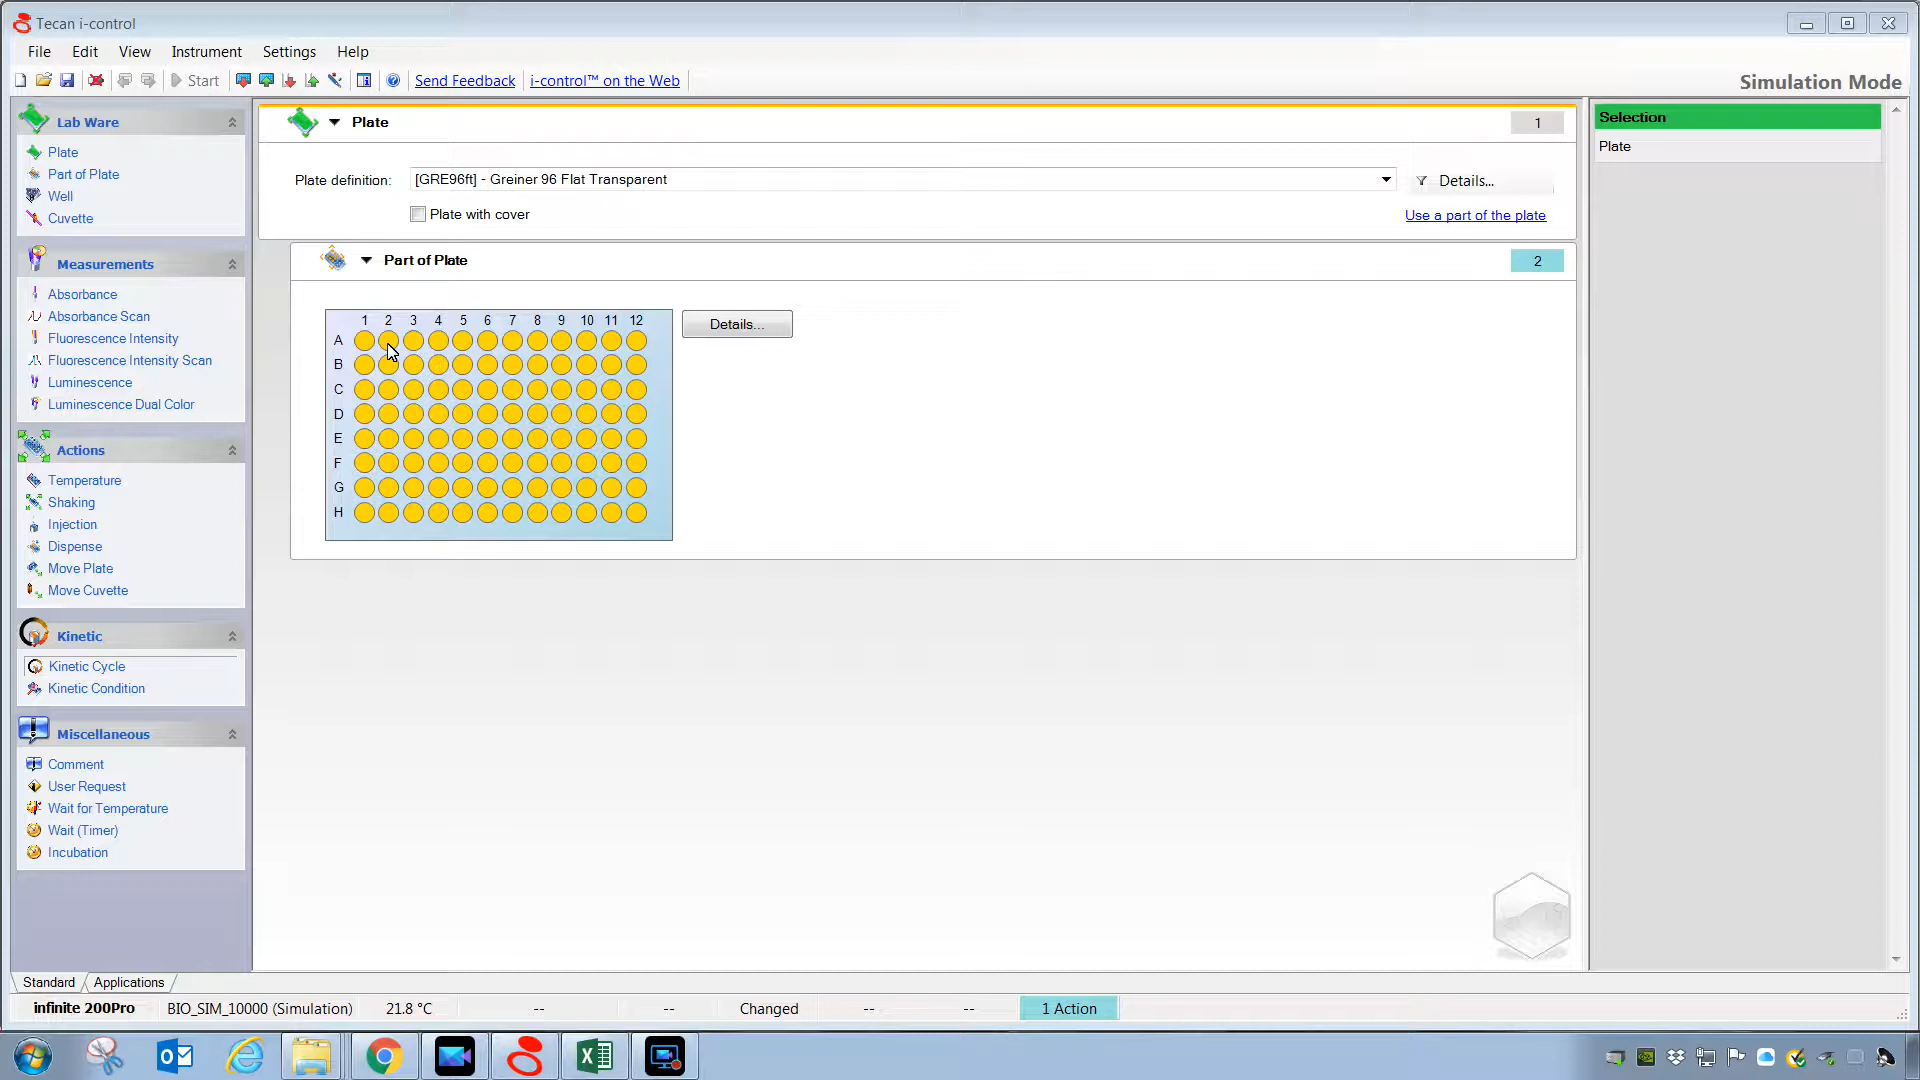 Tecan i-control
File Edit View Instrument Settings Help
Start Send Feedback i-control™ on the Web
Simulation Mode
Lab Ware
Plate
Part of Plate
Well
Cuvette
Measurements
Absorbance
Absorbance Scan
Fluorescence Intensity
Fluorescence Intensity Scan
Luminescence
Luminescence Dual Color
Actions
Temperature
Shaking
Injection
Dispense
Move Plate
Move Cuvette
Kinetic
Kinetic Cycle
Kinetic Condition
Miscellaneous
Comment
User Request
Wait for Temperature
Wait (Timer)
Incubation
Standard Applications
Plate 1
Plate definition: [GRE96ft] - Greiner 96 Flat Transparent Details...
Plate with cover Use a part of the plate
Part of Plate 2
1 2 3 4 5 6 7 8 9 10 11 12
Details...
A
B
C
D
E
F
G
H
Selection
Plate
infinite 200Pro BIO_SIM_10000 (Simulation) 21.8 °C -- -- Changed -- -- 1 Action